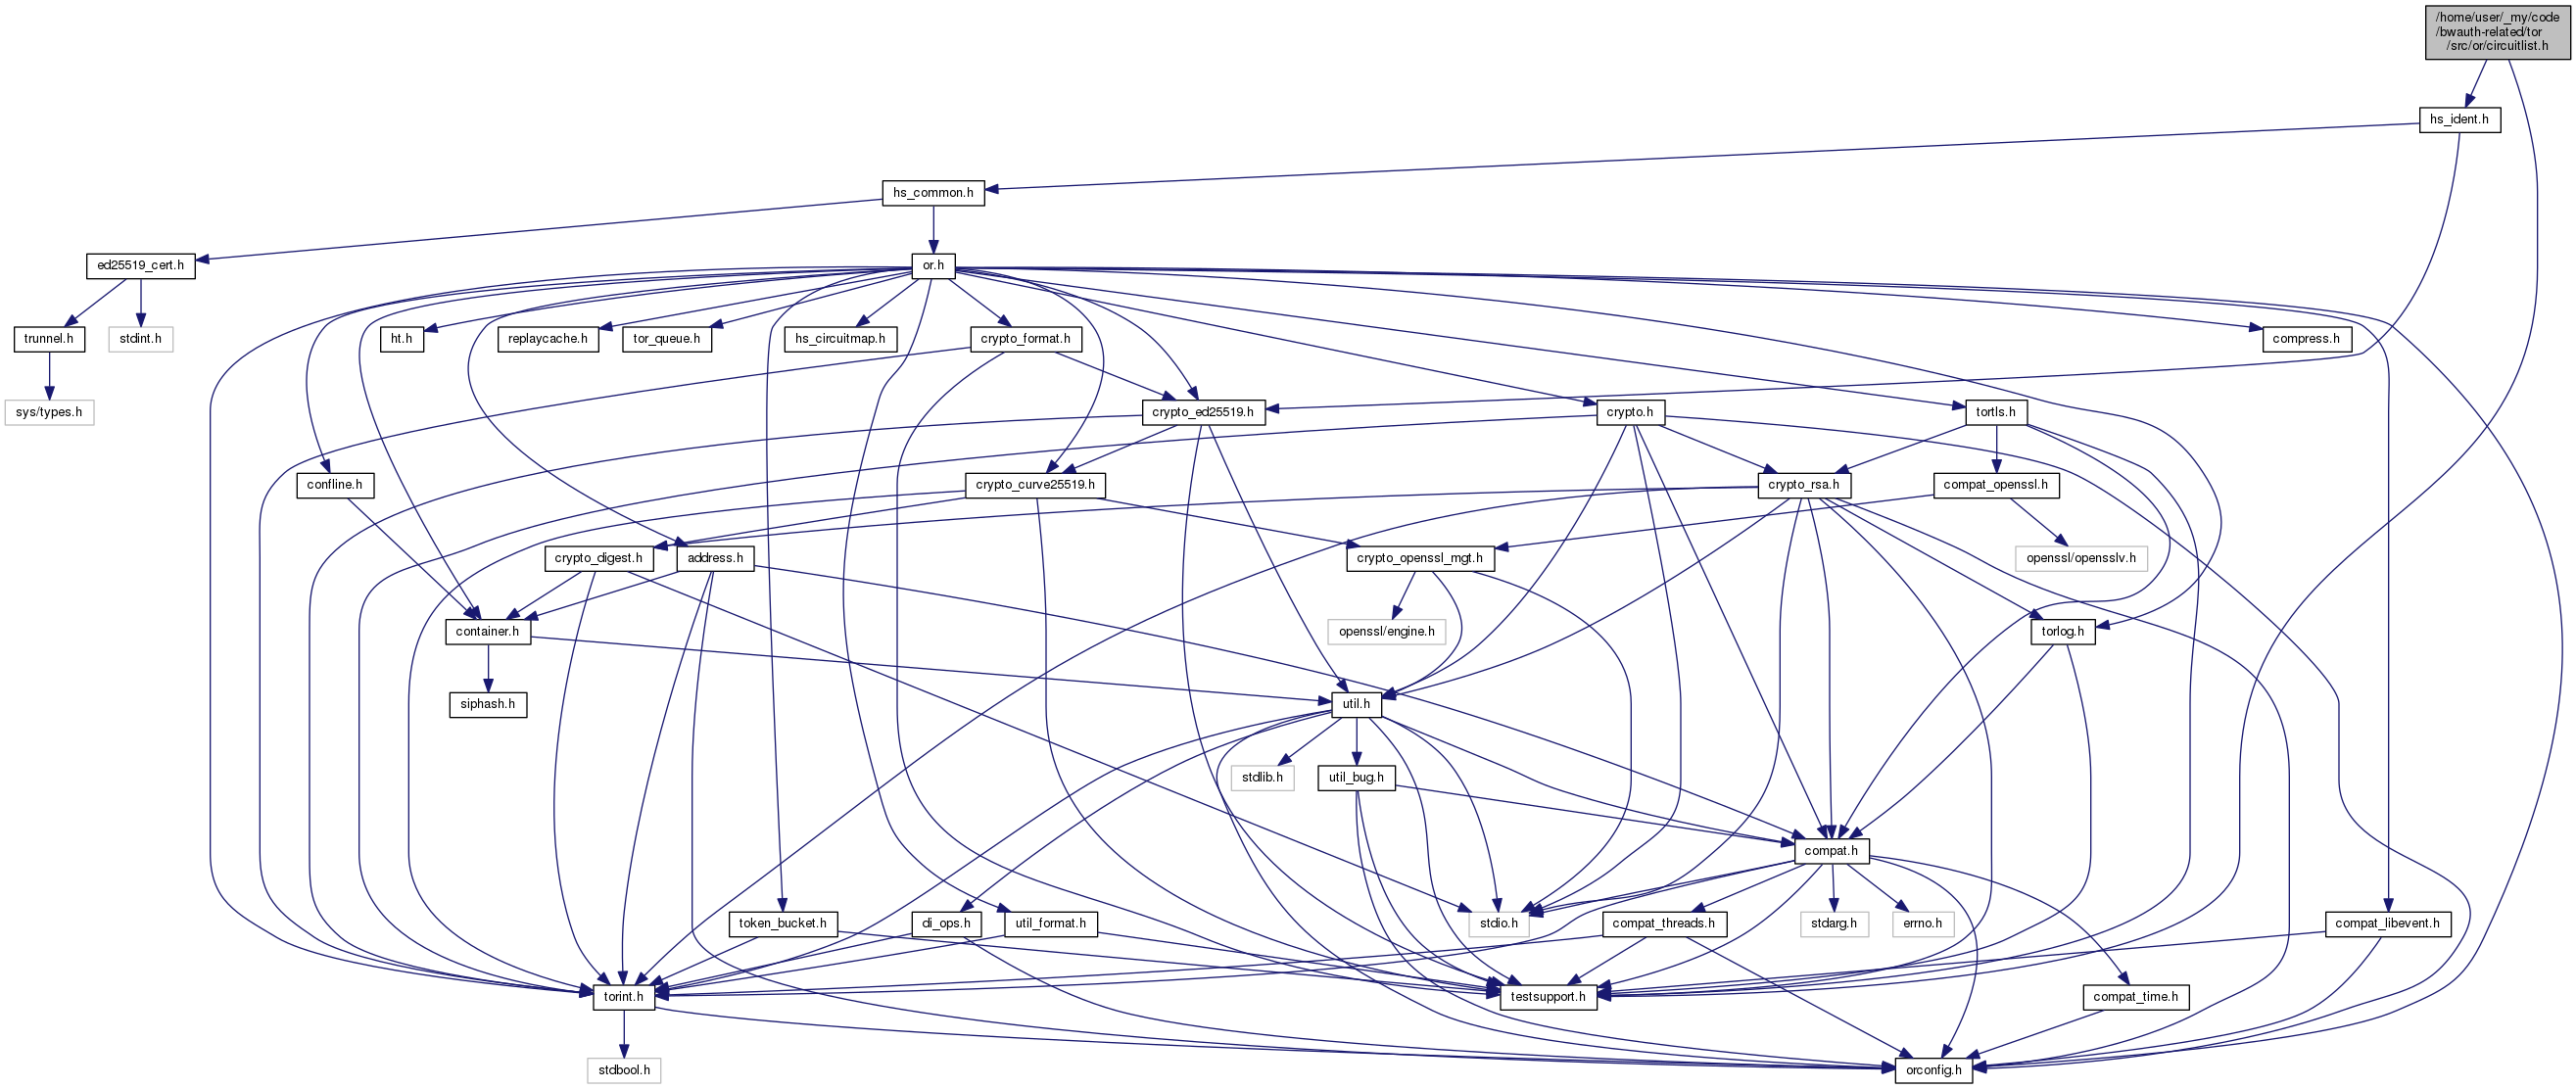 /home/user/_my/code
/bwauth-related/tor
/src/or/circuitlist.h
hs_ident.h
hs_common.h
ed25519_cert.h
or.h
trunnel.h
stdint.h
ht.h
replaycache.h
tor_queue.h
hs_circuitmap.h
crypto_format.h
compress.h
sys/types.h
crypto_ed25519.h
crypto.h
tortls.h
confline.h
crypto_curve25519.h
crypto_rsa.h
compat_openssl.h
crypto_digest.h
address.h
crypto_openssl_mgt.h
openssl/opensslv.h
container.h
openssl/engine.h
torlog.h
siphash.h
util.h
stdlib.h
util_bug.h
compat.h
token_bucket.h
di_ops.h
util_format.h
stdio.h
compat_threads.h
stdarg.h
errno.h
compat_libevent.h
torint.h
testsupport.h
compat_time.h
stdbool.h
orconfig.h